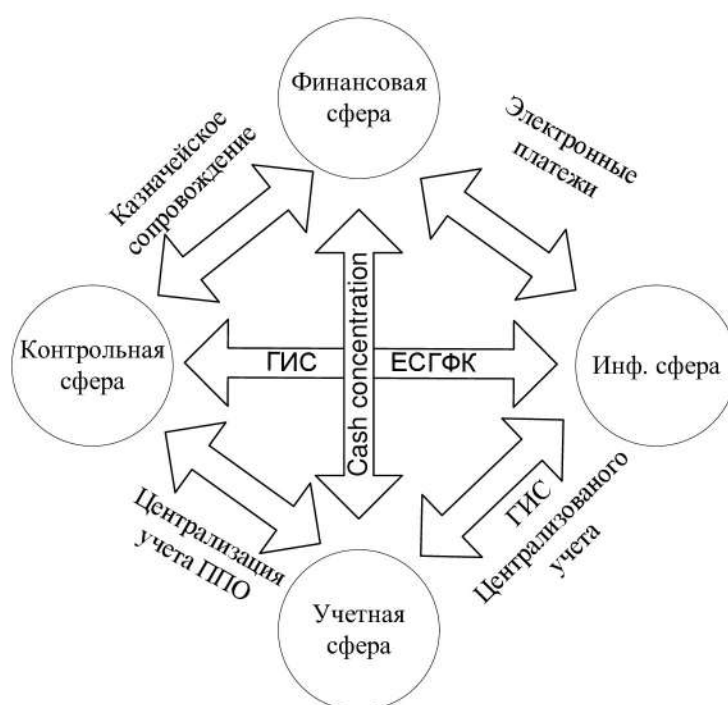 Финансовая
сфера
Казначейское
сопровождение
Электронные
платежи
Cash concentration
Контрольная
сфера
ГИС
ЕСГФК
Инф. сфера
Централизация
учета ППО
ГИС
Централизованого
учета
Учетная
сфера